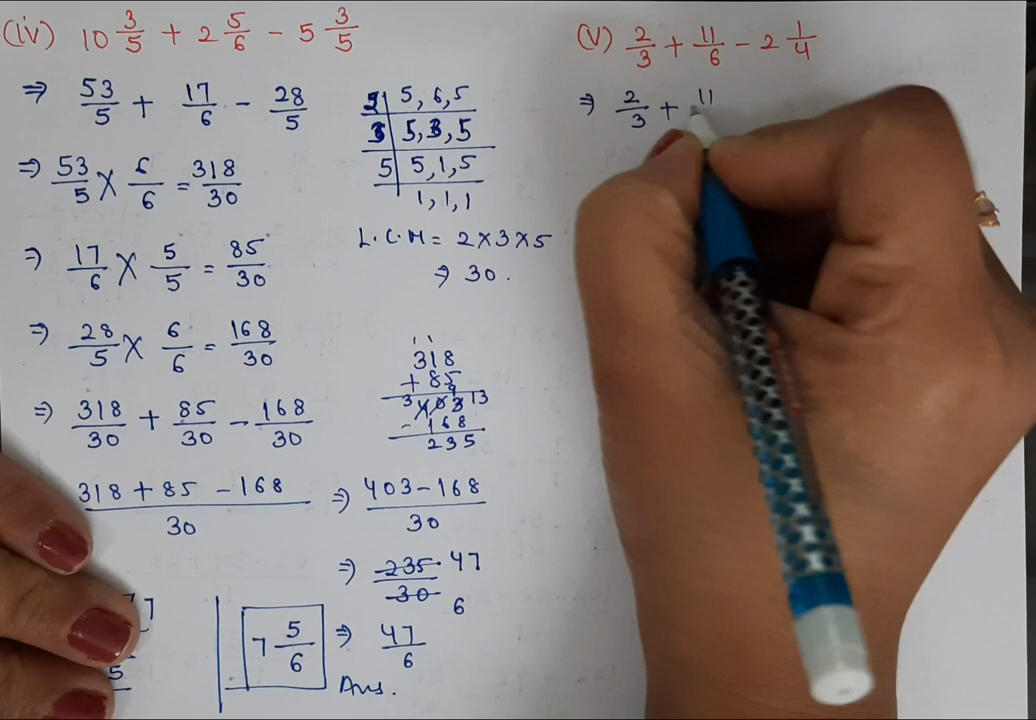 (iv) 10 3/5 + 2 5/6 - 5 3/5
⇒ 53/5 + 17/6 - 28/5
⇒ 53/5 × 6/6 = 318/30
⇒ 17/6 × 5/5 = 85/30
⇒ 28/5 × 6/6 = 168/30
⇒ 318/30 + 85/30 - 168/30
318 + 85 - 168 / 30
2 | 5, 6, 5
3 | 5, 3, 5
5 | 5, 1, 5
1, 1, 1
L.C.M = 2 × 3 × 5
⇒ 30.
318
+ 85
403
- 168
235
⇒ 403 - 168 / 30
⇒ 235/30 47/6
⇒ 47/6
7 5/6
Ans.
(V) 2/3 + 11/6 - 2 1/4
⇒ 2/3 + 11